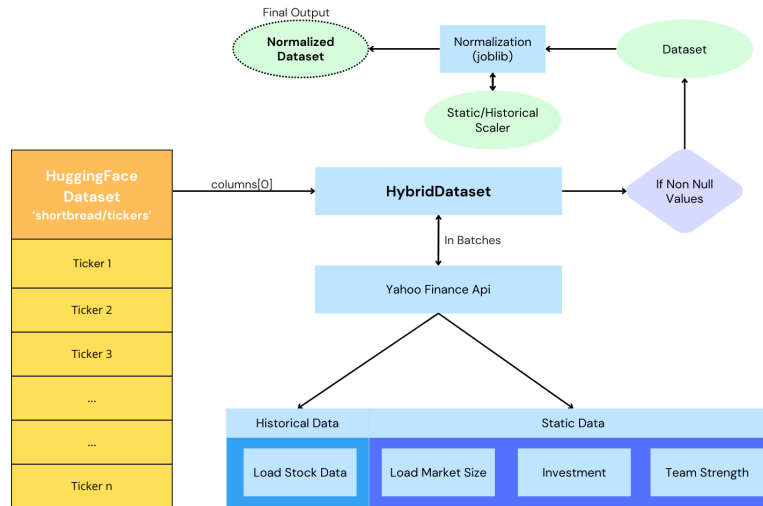 Final Output
Normalized
Dataset
Normalization
(joblib)
Dataset
Static/Historical
Scaler
HuggingFace
Dataset
'shortbread/tickers'
columns[0]
HybridDataset
If Non Null
Values
In Batches
Ticker 1
Yahoo Finance Api
Ticker 2
Ticker 3
...
...
Ticker n
Historical Data
Static Data
Load Stock Data
Load Market Size
Investment
Team Strength